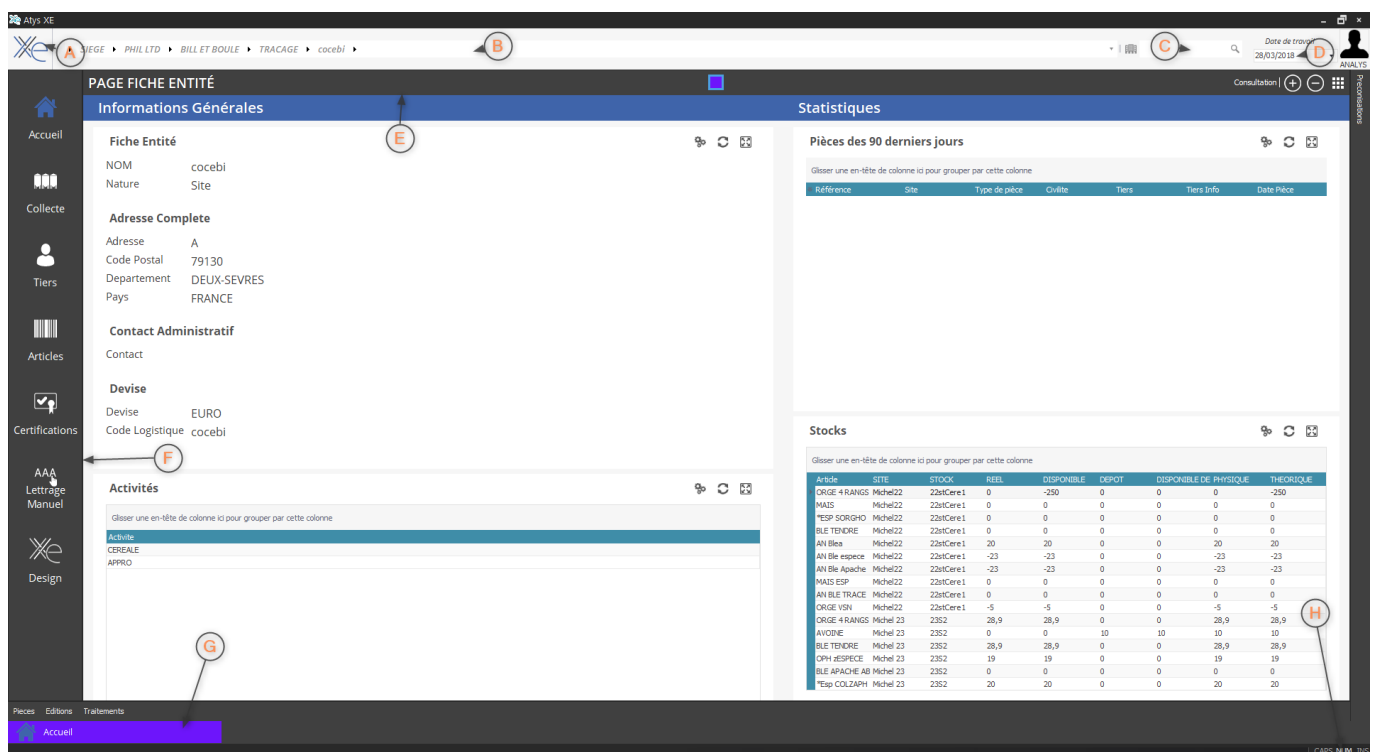 Atys XE
Xe A SIEGE PHIL LTD BILL ET BOULE TRACAGE cocebi B C Date de travail
28/03/2018 D
ANALYS
PAGE FICHE ENTITÉ Consultation
Preconisations
Informations Générales Statistiques
E
Accueil
Collecte
Tiers
Articles
Certifications
AAA
Lettrage
Manuel
Xe
Design
F
Fiche Entité
NOM cocebi
Nature Site
Adresse Complete
Adresse A
Code Postal 79130
Departement DEUX-SEVRES
Pays FRANCE
Contact Administratif
Contact
Devise
Devise EURO
Code Logistique cocebi
Activités
Glisser une en-tête de colonne ici pour grouper par cette colonne
Activite
CEREALE
APPRO
G
Pièces des 90 derniers jours
Glisser une en-tête de colonne ici pour grouper par cette colonne
Référence Site Type de pièce Civilite Tiers Tiers Info Date Pièce
Stocks
Glisser une en-tête de colonne ici pour grouper par cette colonne
Article SITE STOCK REEL DISPONIBLE DEPOT DISPONIBLE DE PHYSIQUE THEORIQUE
ORGE 4 RANGS Michel22 22stCere1 0 -250 0 0 0 -250
MAIS Michel22 22stCere1 0 0 0 0 0 0
*ESP SORGHO Michel22 22stCere1 0 0 0 0 0 0
BLE TENDRE Michel22 22stCere1 0 0 0 0 0 0
AN Blea Michel22 22stCere1 20 20 0 0 20 20
AN Ble espece Michel22 22stCere1 -23 -23 0 0 -23 -23
AN Ble Apache Michel22 22stCere1 -23 -23 0 0 -23 -23
MAIS ESP Michel22 22stCere1 0 0 0 0 0 0
AN BLE TRACE Michel22 22stCere1 0 0 0 0 0 0
ORGE VSN Michel22 22stCere1 -5 -5 0 0 -5 -5
ORGE 4 RANGS Michel 23 23S2 28,9 28,9 0 0 28,9 28,9
AVOINE Michel 23 23S2 0 0 10 10 10 10
BLE TENDRE Michel 23 23S2 28,9 28,9 0 0 28,9 28,9
OPH zESPECE Michel 23 23S2 19 19 0 0 19 19
BLE APACHE AB Michel 23 23S2 0 0 0 0 0 0
*Esp COLZAPH Michel 23 23S2 20 20 0 0 20 20
H
Pieces Editions Traitements
Accueil
CAPS NUM INS